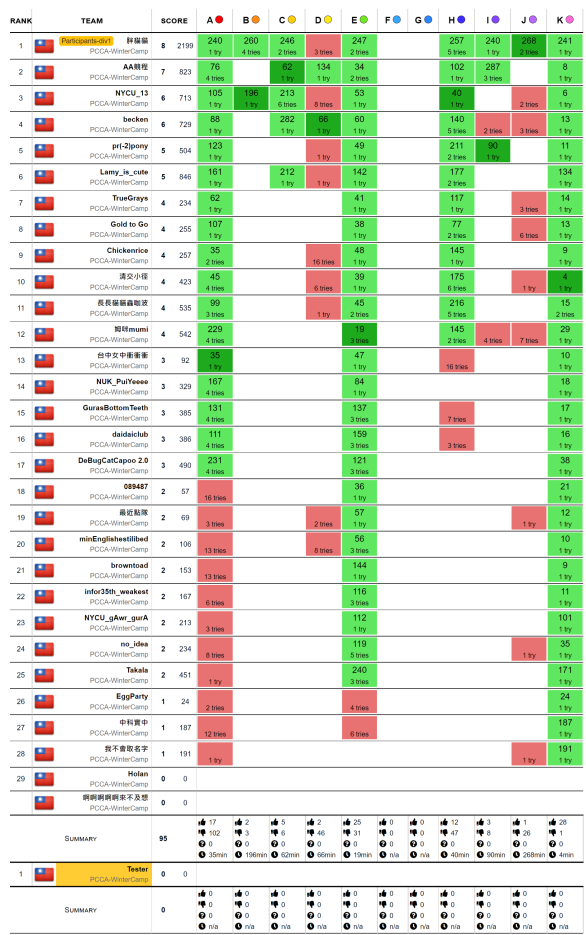 RANK TEAM SCORE A B C D E F G H I J K
1 Participants-div1 胖貓貓 8 2199 240 260 246 247 257 240 268 241
PCCA-WinterCamp 1 try 4 tries 2 tries 3 tries 2 tries 5 tries 1 try 2 tries 1 try
2 AA競程 7 823 76 62 134 34 102 287 8
PCCA-WinterCamp 4 tries 1 try 1 try 2 tries 1 try 3 tries 1 try
3 NYCU_13 6 713 105 196 213 53 40 6
PCCA-WinterCamp 1 try 1 try 6 tries 8 tries 1 try 1 try 2 tries 1 try
4 becken 6 729 88 282 66 60 140 13
PCCA-WinterCamp 1 try 1 try 1 try 1 try 5 tries 2 tries 3 tries 1 try
5 pr(-2)pony 5 504 123 49 211 90 11
PCCA-WinterCamp 1 try 1 try 1 try 2 tries 1 try 1 try
6 Lamy_is_cute 5 846 161 212 142 177 134
PCCA-WinterCamp 1 try 1 try 1 try 1 try 2 tries 1 try
7 TrueGrays 4 234 62 41 117 14
PCCA-WinterCamp 1 try 1 try 1 try 3 tries 1 try
8 Gold to Go 4 255 107 38 77 13
PCCA-WinterCamp 1 try 1 try 2 tries 6 tries 1 try
9 Chickenrice 4 257 35 48 145 9
PCCA-WinterCamp 2 tries 16 tries 1 try 1 try 1 try
10 清交小徑 4 423 45 39 175 4
PCCA-WinterCamp 4 tries 6 tries 1 try 6 tries 1 try 1 try
11 4 535 99 45 216 15
PCCA-WinterCamp 3 tries 1 try 2 tries 5 tries 2 tries
12 姆咪mumi 4 542 229 19 145 29
PCCA-WinterCamp 4 tries 3 tries 2 tries 4 tries 7 tries 1 try
13 台中女中衝衝衝 3 92 35 47 10
PCCA-WinterCamp 1 try 1 try 16 tries 1 try
14 NUK_PuiYeeee 3 329 167 84 18
PCCA-WinterCamp 4 tries 1 try 1 try
15 GurasBottomTeeth 3 385 131 137 17
PCCA-WinterCamp 4 tries 3 tries 7 tries 1 try
16 daidaiclub 3 386 111 159 16
PCCA-WinterCamp 4 tries 3 tries 3 tries 1 try
17 DeBugCatCapoo 2.0 3 490 231 121 38
PCCA-WinterCamp 4 tries 3 tries 1 try
18 089487 2 57 36 21
PCCA-WinterCamp 16 tries 1 try 1 try
19 最近點隊 2 69 57 12
PCCA-WinterCamp 3 tries 2 tries 1 try 1 try 1 try
20 minEnglishestilibed 2 106 56 10
PCCA-WinterCamp 13 tries 8 tries 3 tries 1 try
21 browntoad 2 153 144 9
PCCA-WinterCamp 13 tries 1 try 1 try
22 infor35th_weakest 2 167 116 11
PCCA-WinterCamp 6 tries 3 tries 1 try
23 NYCU_gAwr_gurA 2 213 112 101
PCCA-WinterCamp 3 tries 1 try 1 try
24 no_idea 2 234 119 35
PCCA-WinterCamp 8 tries 5 tries 1 try 1 try
25 Takala 2 451 240 171
PCCA-WinterCamp 1 try 3 tries 1 try
26 EggParty 1 24 24
PCCA-WinterCamp 2 tries 4 tries 1 try
27 中科實中 1 187 187
PCCA-WinterCamp 12 tries 6 tries 1 try
28 我不會取名字 1 191 191
PCCA-WinterCamp 1 try 1 try 1 try
29 Holan 0 0
PCCA-WinterCamp
啊啊啊啊啊來不及想 0 0
PCCA-WinterCamp
17 2 5 2 25 0 0 12 3 1 28
SUMMARY 95 102 3 6 46 31 0 0 47 8 26 1
0 0 0 0 0 0 0 0 0 0 0
35min 196min 62min 66min 19min n/a n/a 40min 90min 268min 4min
1 Tester 0 0
PCCA-WinterCamp
0 0 0 0 0 0 0 0 0 0 0
SUMMARY 0 0 0 0 0 0 0 0 0 0 0 0
0 0 0 0 0 0 0 0 0 0 0
n/a n/a n/a n/a n/a n/a n/a n/a n/a n/a n/a